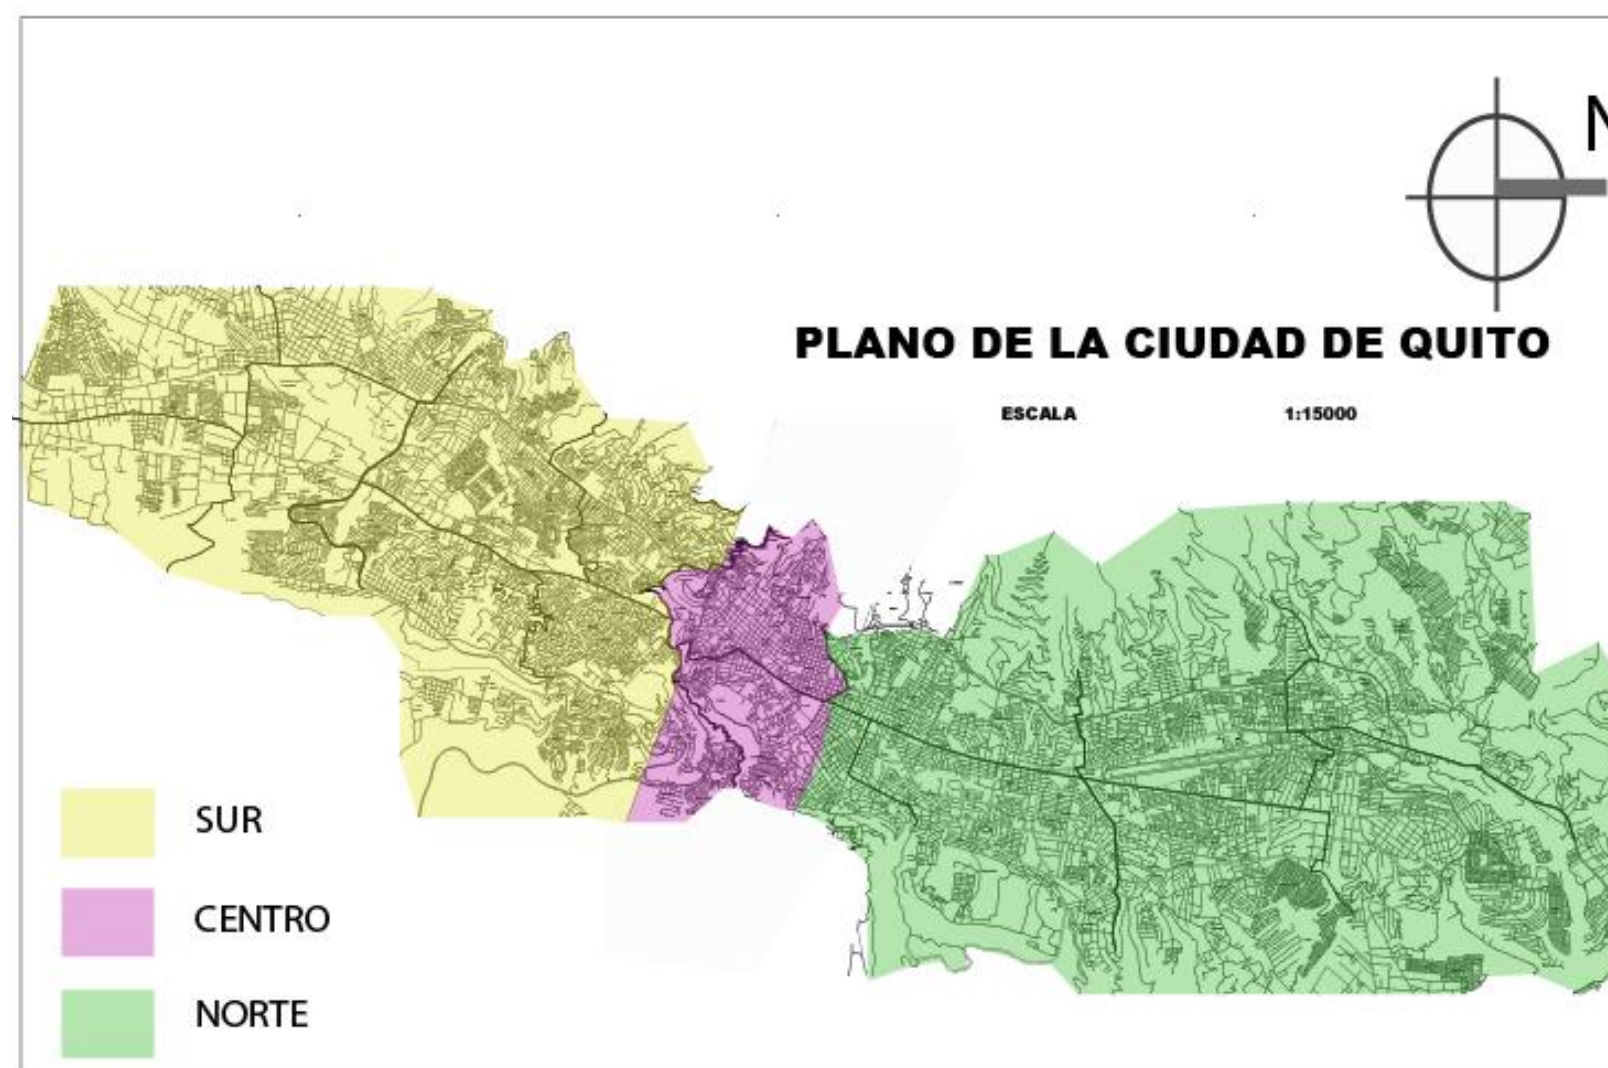 N
PLANO DE LA CIUDAD DE QUITO
ESCALA 1:15000
SUR
CENTRO
NORTE